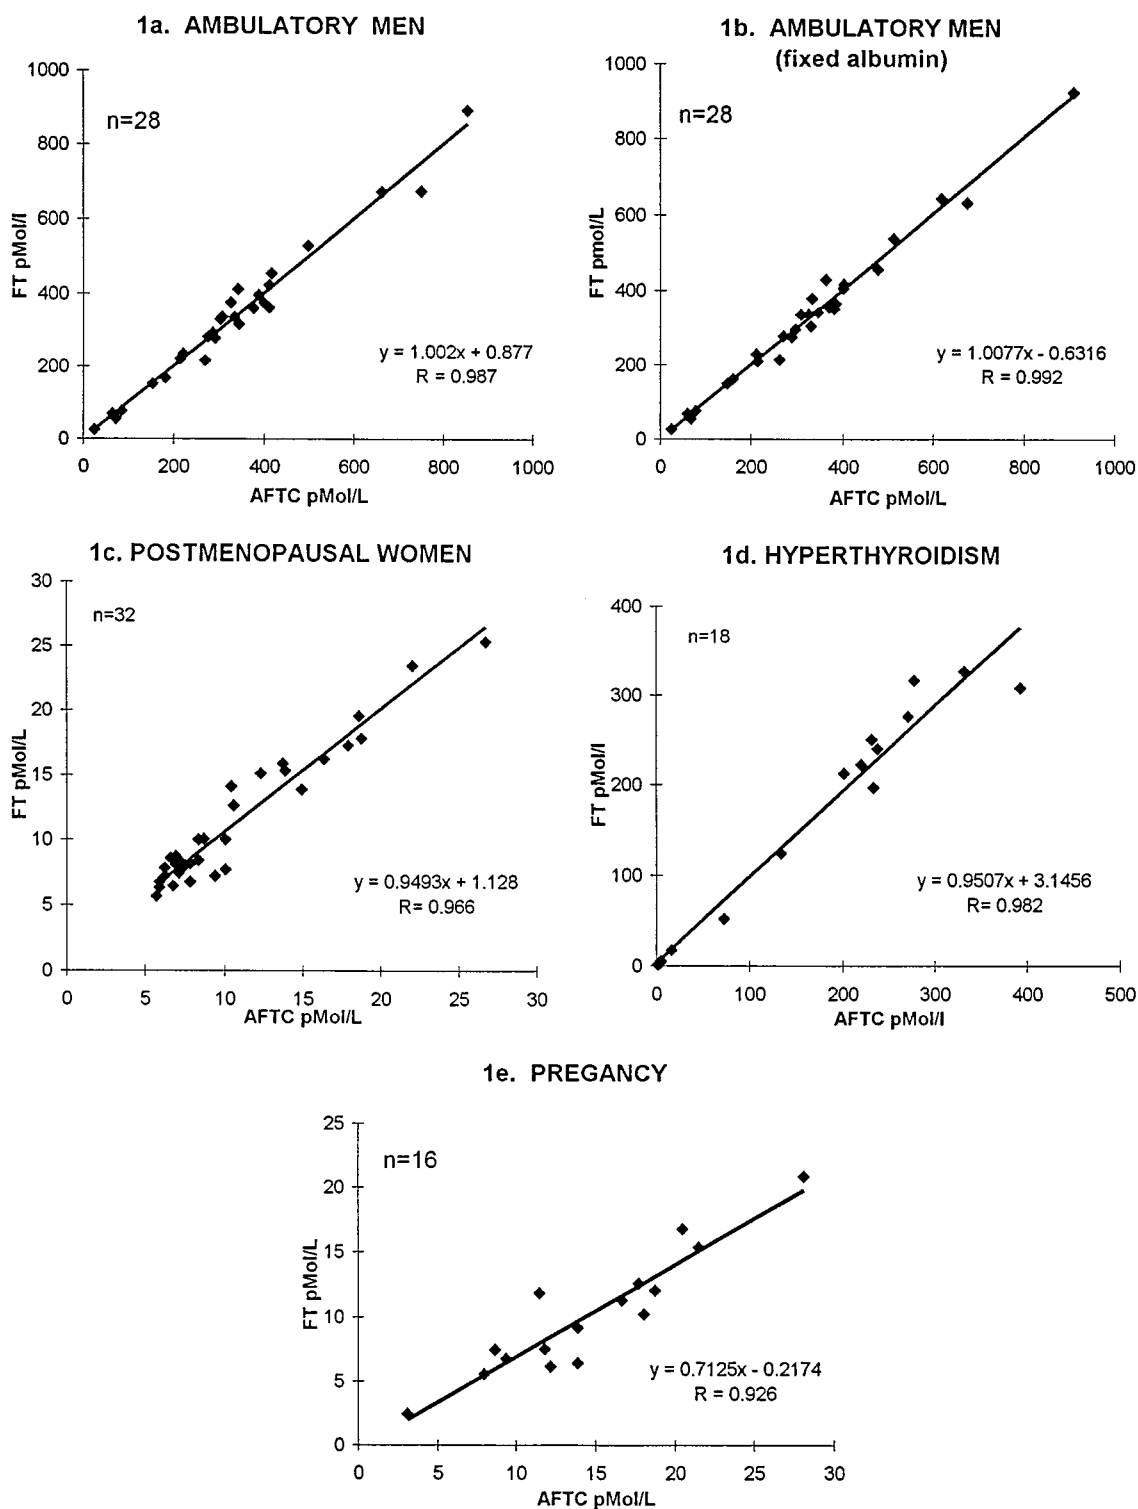 1a. AMBULATORY MEN
1000
800
600
400
200
0
0 200 400 600 800 1000
FT pMol/l
AFTC pMol/L
n=28
y = 1.002x + 0.877
R = 0.987
1b. AMBULATORY MEN
(fixed albumin)
1000
800
600
400
200
0
0 200 400 600 800 1000
FT pmol/L
AFTC pMol/L
n=28
y = 1.0077x - 0.6316
R = 0.992
1c. POSTMENOPAUSAL WOMEN
30
25
20
15
10
5
0
0 5 10 15 20 25 30
FT pMol/L
AFTC pMol/L
n=32
y = 0.9493x + 1.128
R= 0.966
1d. HYPERTHYROIDISM
400
300
200
100
0
0 100 200 300 400 500
FT pMol/l
AFTC pMol/l
n=18
y = 0.9507x + 3.1456
R= 0.982
1e. PREGANCY
25
20
15
10
5
0
0 5 10 15 20 25 30
FT pMol/L
AFTC pMol/L
n=16
y = 0.7125x - 0.2174
R = 0.926